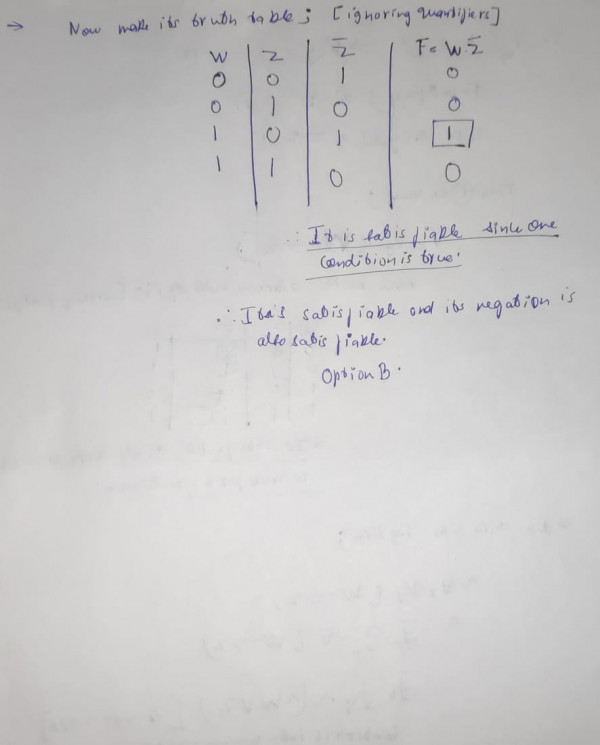 → Now make its truth table; [ignoring quantifiers]
W Z Z̅ F = W.Z̅
0 0 1 0
0 1 0 0
1 0 1 1
1 1 0 0
∴ It is satisfiable since one
condition is true.
∴ It is satisfiable and its negation is
also satisfiable.
Option B.